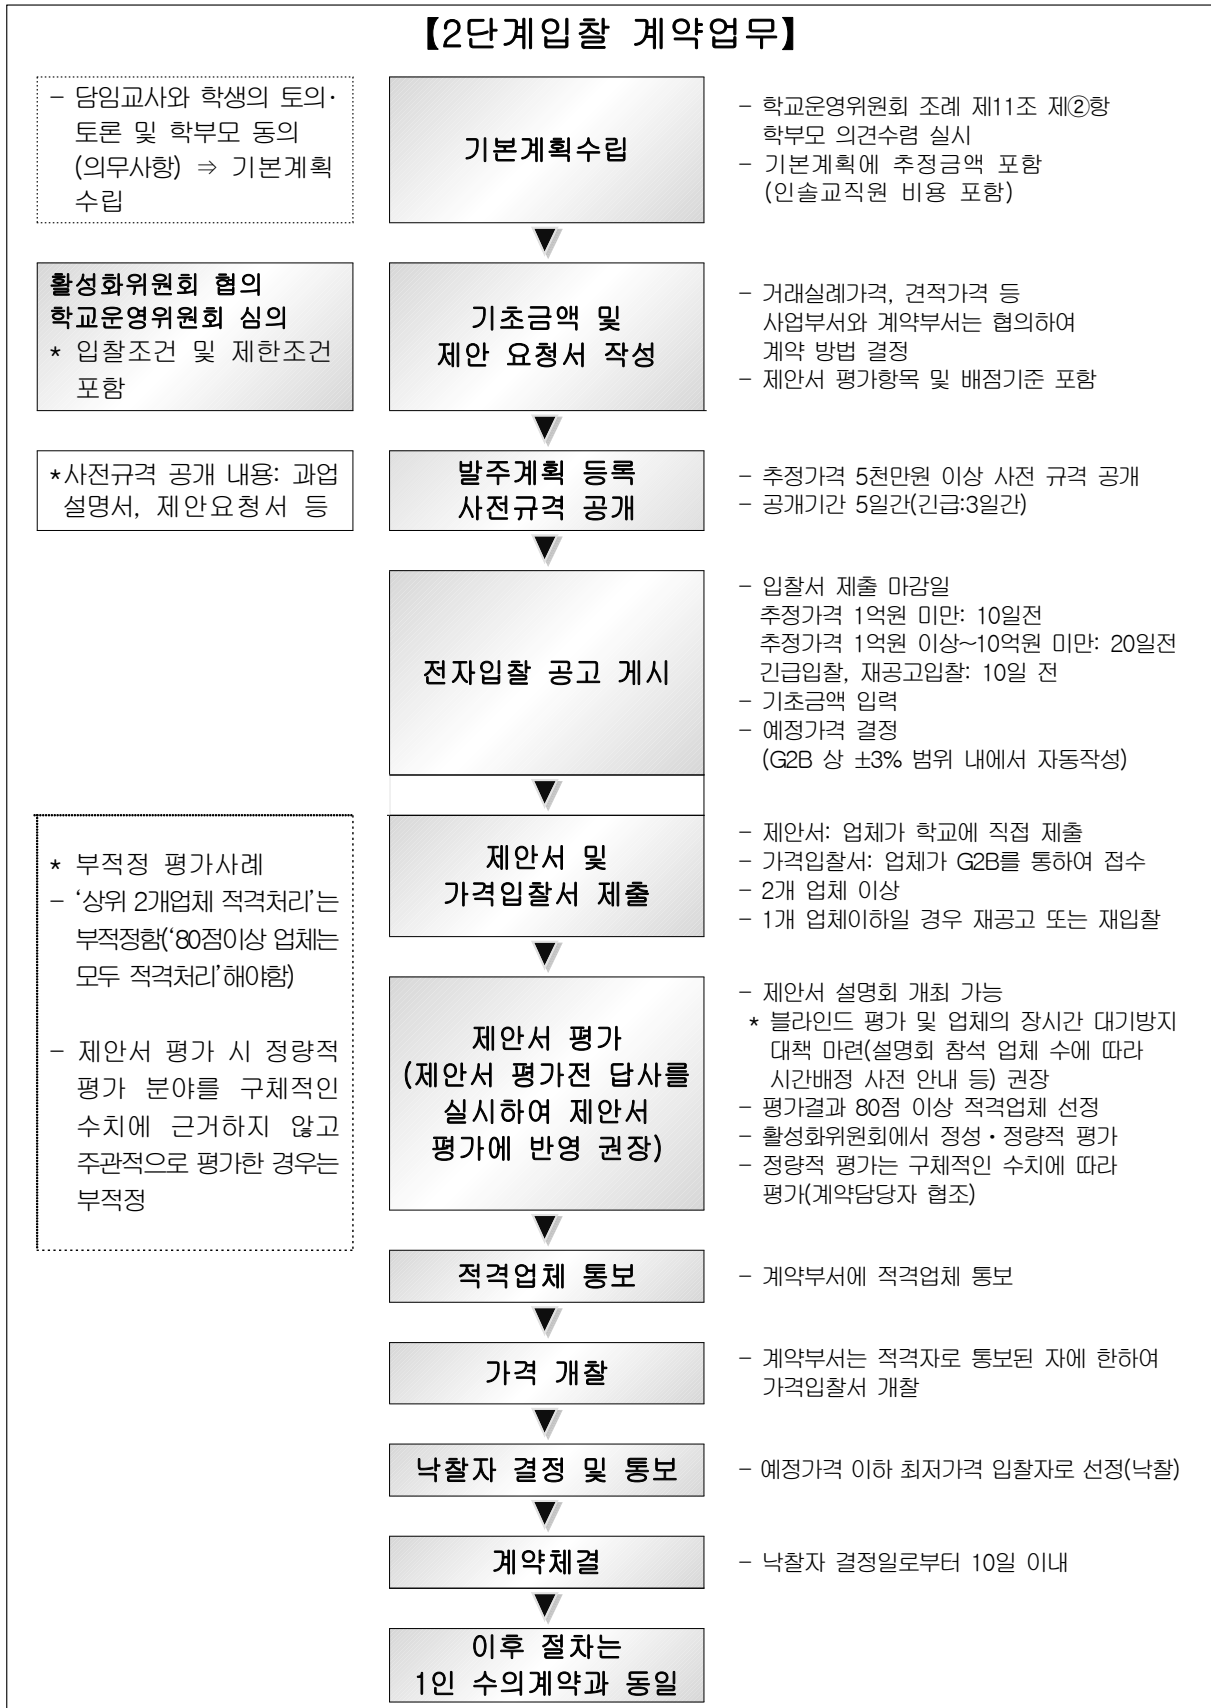 【2단계입찰 계약업무】
- 담임교사와 학생의 토의·
토론 및 학부모 동의
(의무사항) ⇒ 기본계획
수립
기본계획수립
- 학교운영위원회 조례 제11조 제②항
학부모 의견수렴 실시
- 기본계획에 추정금액 포함
(인솔교직원 비용 포함)
활성화위원회 협의
학교운영위원회 심의
* 입찰조건 및 제한조건
포함
기초금액 및
제안 요청서 작성
- 거래실례가격, 견적가격 등
사업부서와 계약부서는 협의하여
계약 방법 결정
- 제안서 평가항목 및 배점기준 포함
*사전규격 공개 내용: 과업
설명서, 제안요청서 등
발주계획 등록
사전규격 공개
- 추정가격 5천만원 이상 사전 규격 공개
- 공개기간 5일간(긴급:3일간)
전자입찰 공고 게시
- 입찰서 제출 마감일
추정가격 1억원 미만: 10일전
추정가격 1억원 이상~10억원 미만: 20일전
긴급입찰, 재공고입찰: 10일 전
- 기초금액 입력
- 예정가격 결정
(G2B 상 ±3% 범위 내에서 자동작성)
* 부적정 평가사례
- ‘상위 2개업체 적격처리’는
부적정함(‘80점이상 업체는
모두 적격처리’해야함)
- 제안서 평가 시 정량적
평가 분야를 구체적인
수치에 근거하지 않고
주관적으로 평가한 경우는
부적정
제안서 및
가격입찰서 제출
- 제안서: 업체가 학교에 직접 제출
- 가격입찰서: 업체가 G2B를 통하여 접수
- 2개 업체 이상
- 1개 업체이하일 경우 재공고 또는 재입찰
제안서 평가
(제안서 평가전 답사를
실시하여 제안서
평가에 반영 권장)
- 제안서 설명회 개최 가능
* 블라인드 평가 및 업체의 장시간 대기방지
대책 마련(설명회 참석 업체 수에 따라
시간배정 사전 안내 등) 권장
- 평가결과 80점 이상 적격업체 선정
- 활성화위원회에서 정성·정량적 평가
- 정량적 평가는 구체적인 수치에 따라
평가(계약담당자 협조)
적격업체 통보
- 계약부서에 적격업체 통보
가격 개찰
- 계약부서는 적격자로 통보된 자에 한하여
가격입찰서 개찰
낙찰자 결정 및 통보
- 예정가격 이하 최저가격 입찰자로 선정(낙찰)
계약체결
- 낙찰자 결정일로부터 10일 이내
이후 절차는
1인 수의계약과 동일